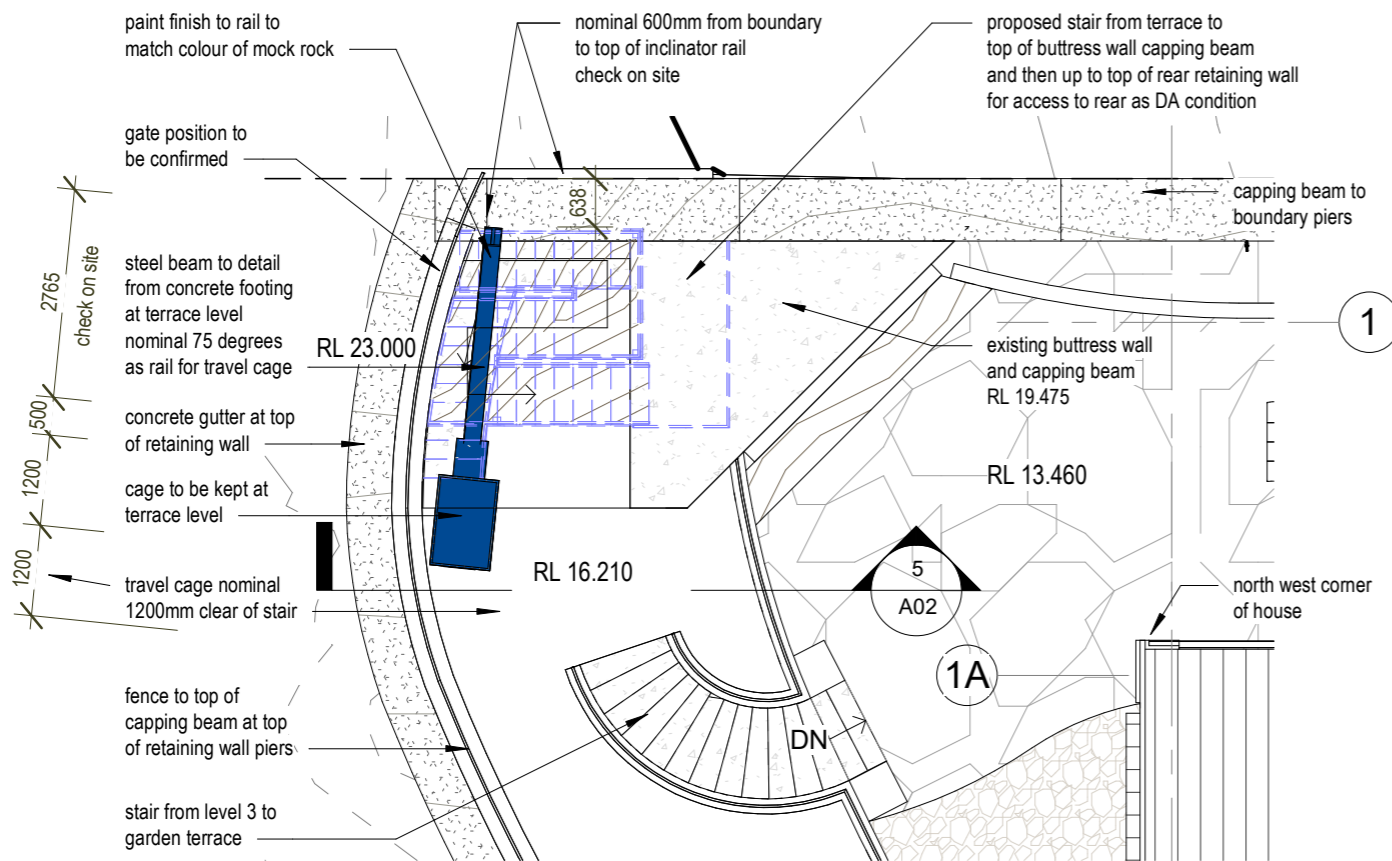 paint finish to rail to
match colour of mock rock
nominal 600mm from boundary
to top of inclinator rail
check on site
proposed stair from terrace to
top of buttress wall capping beam
and then up to top of rear retaining wall
for access to rear as DA condition
gate position to
be confirmed
638
capping beam to
boundary piers
2765
check on site
steel beam to detail
from concrete footing
at terrace level
nominal 75 degrees
as rail for travel cage
RL 23.000
1
existing buttress wall
and capping beam
RL 19.475
500
concrete gutter at top
of retaining wall
RL 13.460
1200
cage to be kept at
terrace level
1200
travel cage nominal
1200mm clear of stair
RL 16.210
5
A02
north west corner
of house
1A
fence to top of
capping beam at top
of retaining wall piers
DN
stair from level 3 to
garden terrace